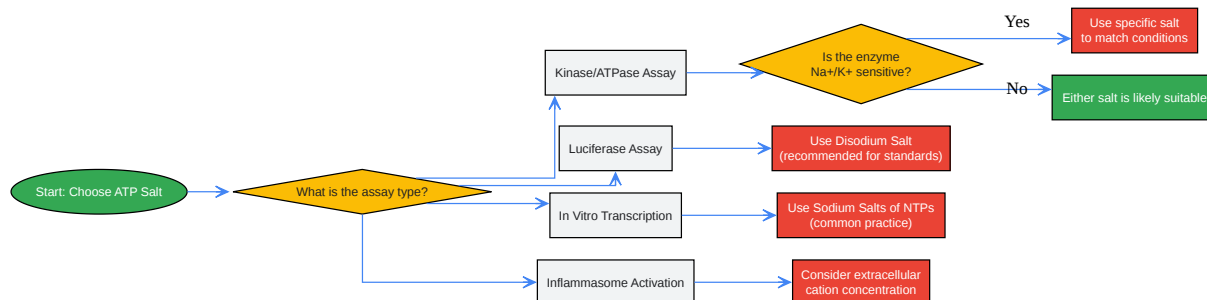 Start: Choose ATP Salt
What is the assay type?
Kinase/ATPase Assay
Is the enzyme
Na+/K+ sensitive?
Yes
Use specific salt
to match conditions
No
Either salt is likely suitable
Luciferase Assay
Use Disodium Salt
(recommended for standards)
In Vitro Transcription
Use Sodium Salts of NTPs
(common practice)
Inflammasome Activation
Consider extracellular
cation concentration